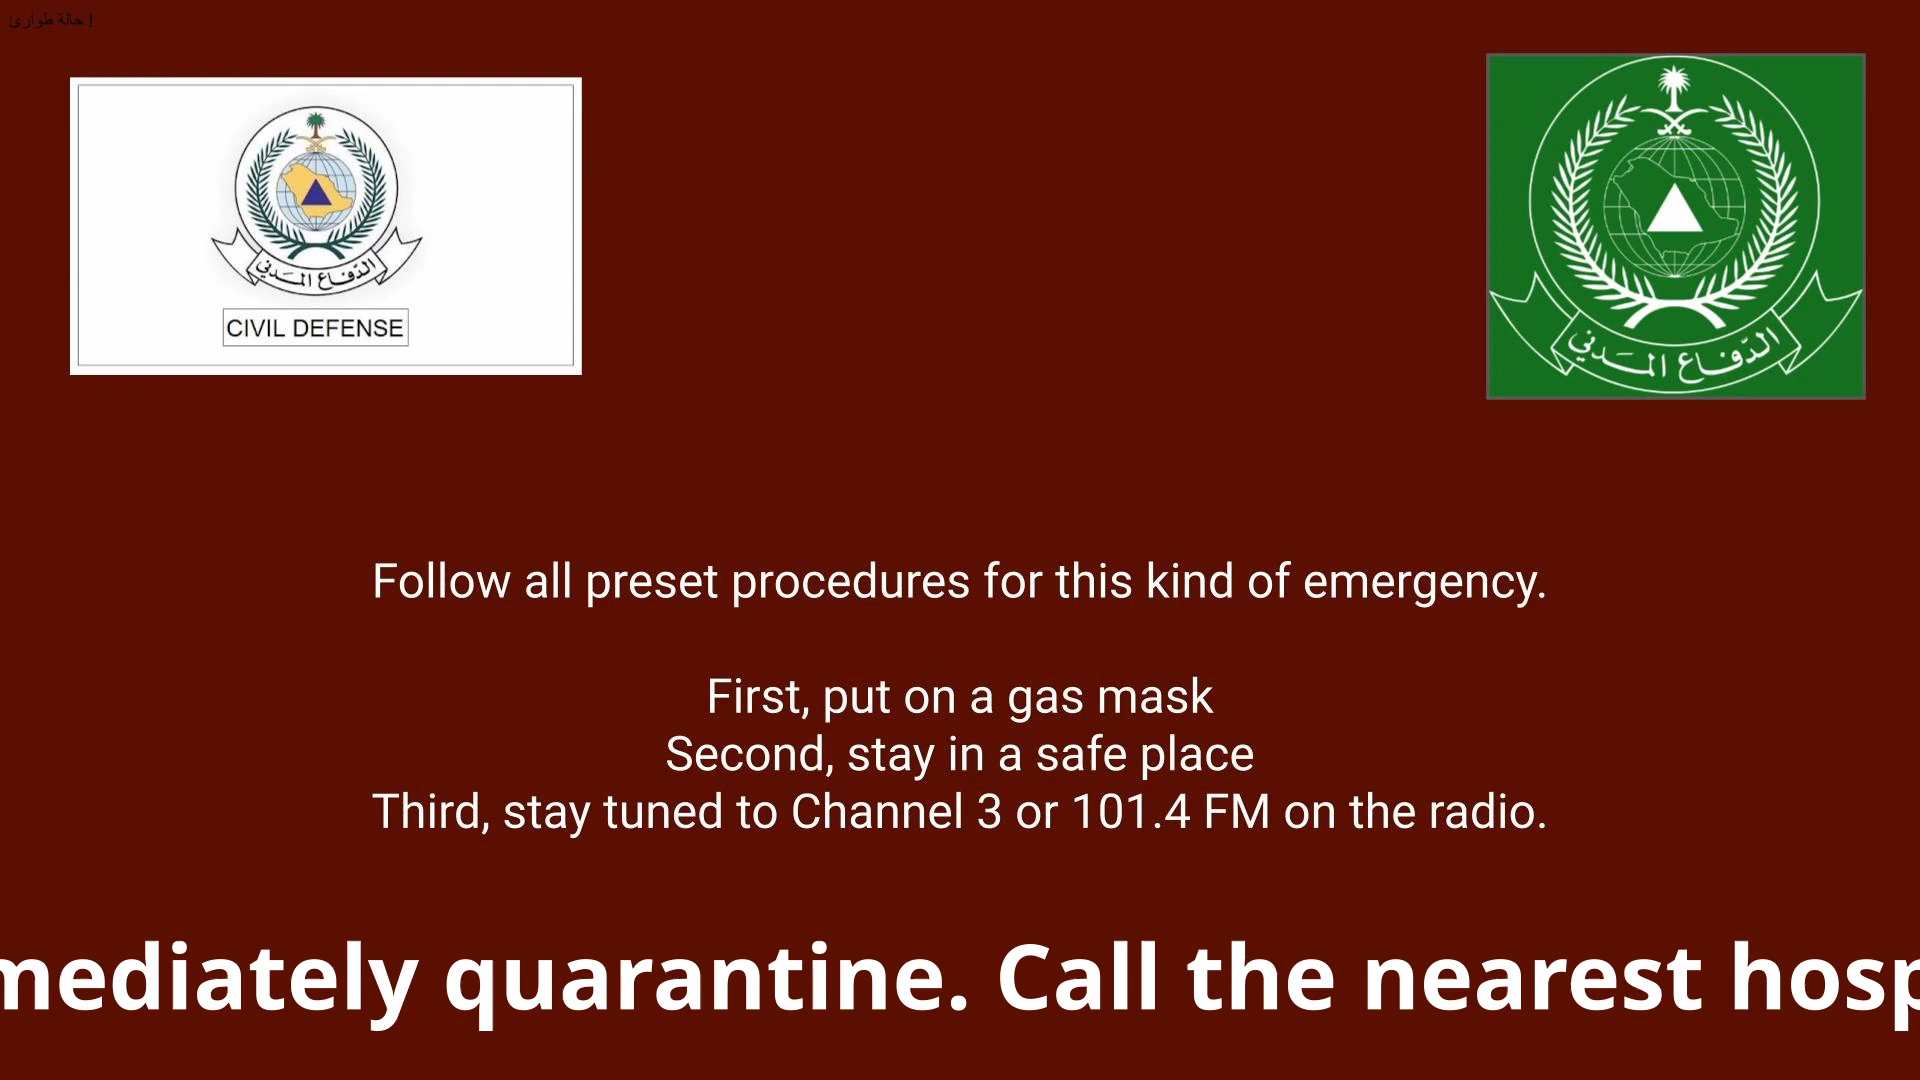 حالة طوارئ !
الدفاع المدني
CIVIL DEFENSE
الدفاع المدني
Follow all preset procedures for this kind of emergency.
First, put on a gas mask
Second, stay in a safe place
Third, stay tuned to Channel 3 or 101.4 FM on the radio.
mediately quarantine. Call the nearest hosp